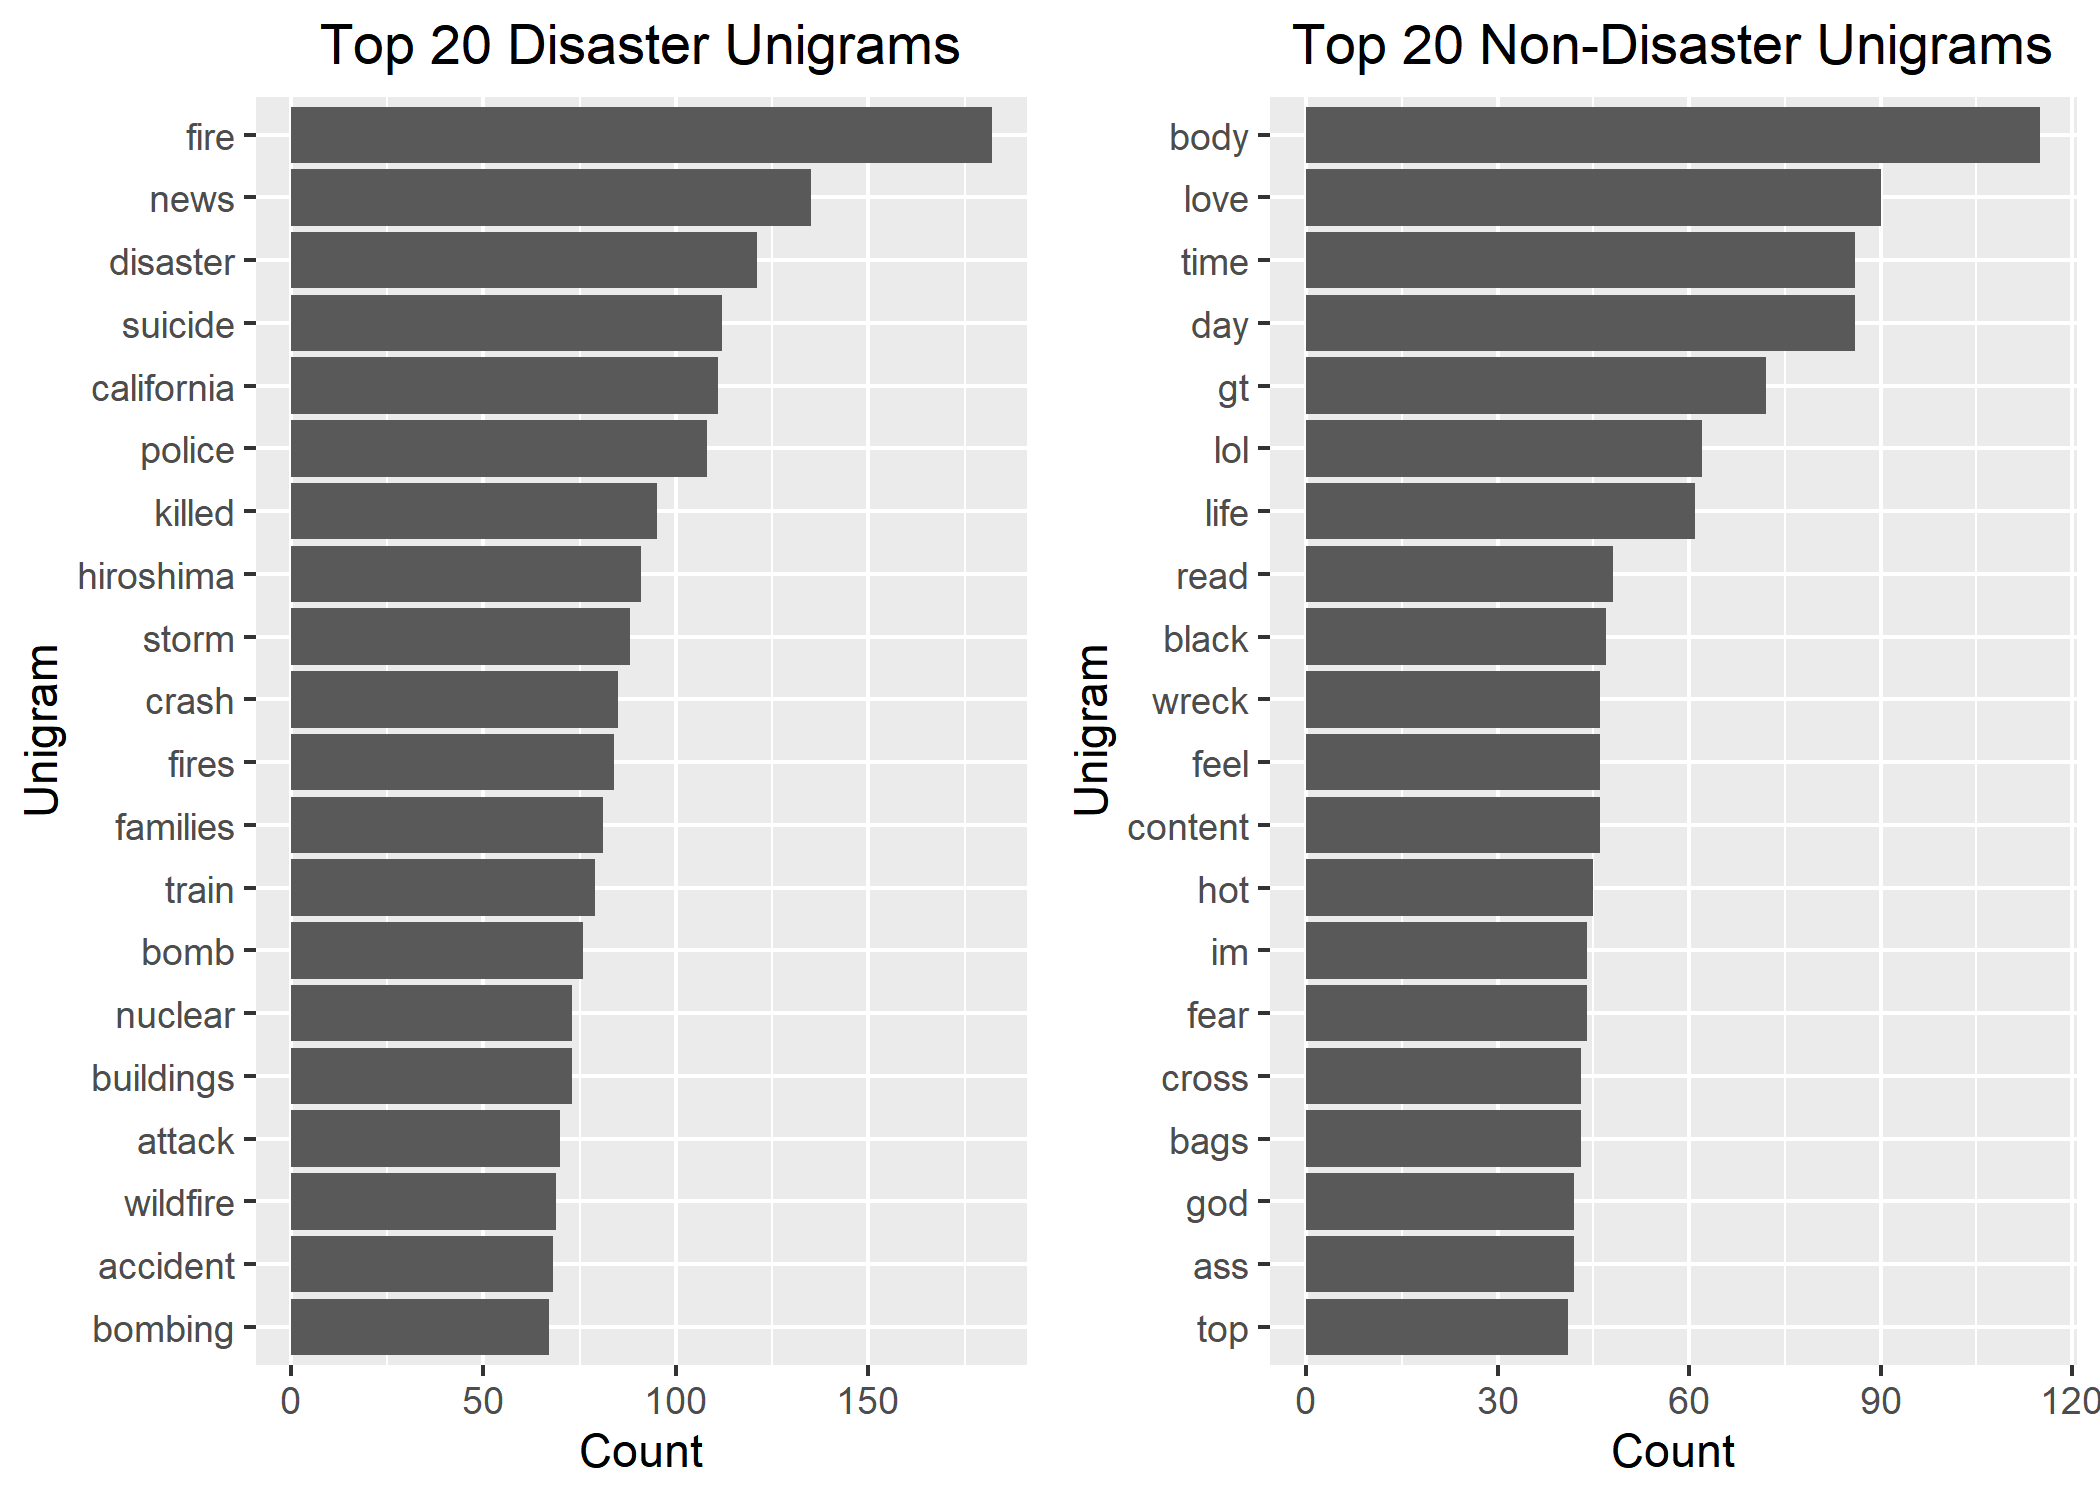 Top 20 Disaster Unigrams
Unigram
fire
news
disaster
suicide
california
police
killed
hiroshima
storm
crash
fires
families
train
bomb
nuclear
buildings
attack
wildfire
accident
bombing
0 50 100 150
Count
Top 20 Non-Disaster Unigrams
Unigram
body
love
time
day
gt
lol
life
read
black
wreck
feel
content
hot
im
fear
cross
bags
god
ass
top
0 30 60 90 120
Count